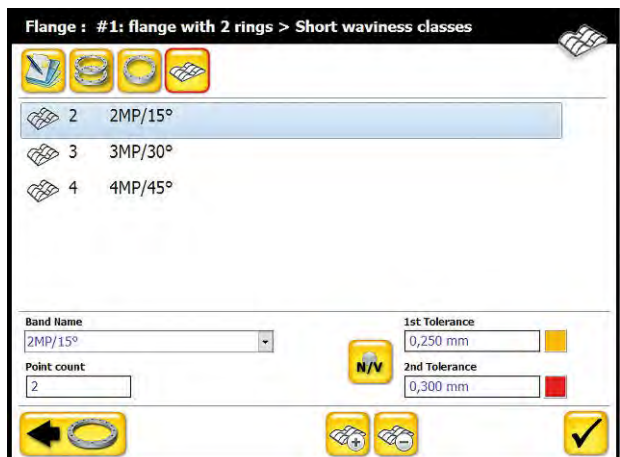 Flange : #1: flange with 2 rings > Short waviness classes
2 2MP/15°
3 3MP/30°
4 4MP/45°
Band Name
2MP/15°
Point count
2
N/V
1st Tolerance
0,250 mm
2nd Tolerance
0,300 mm